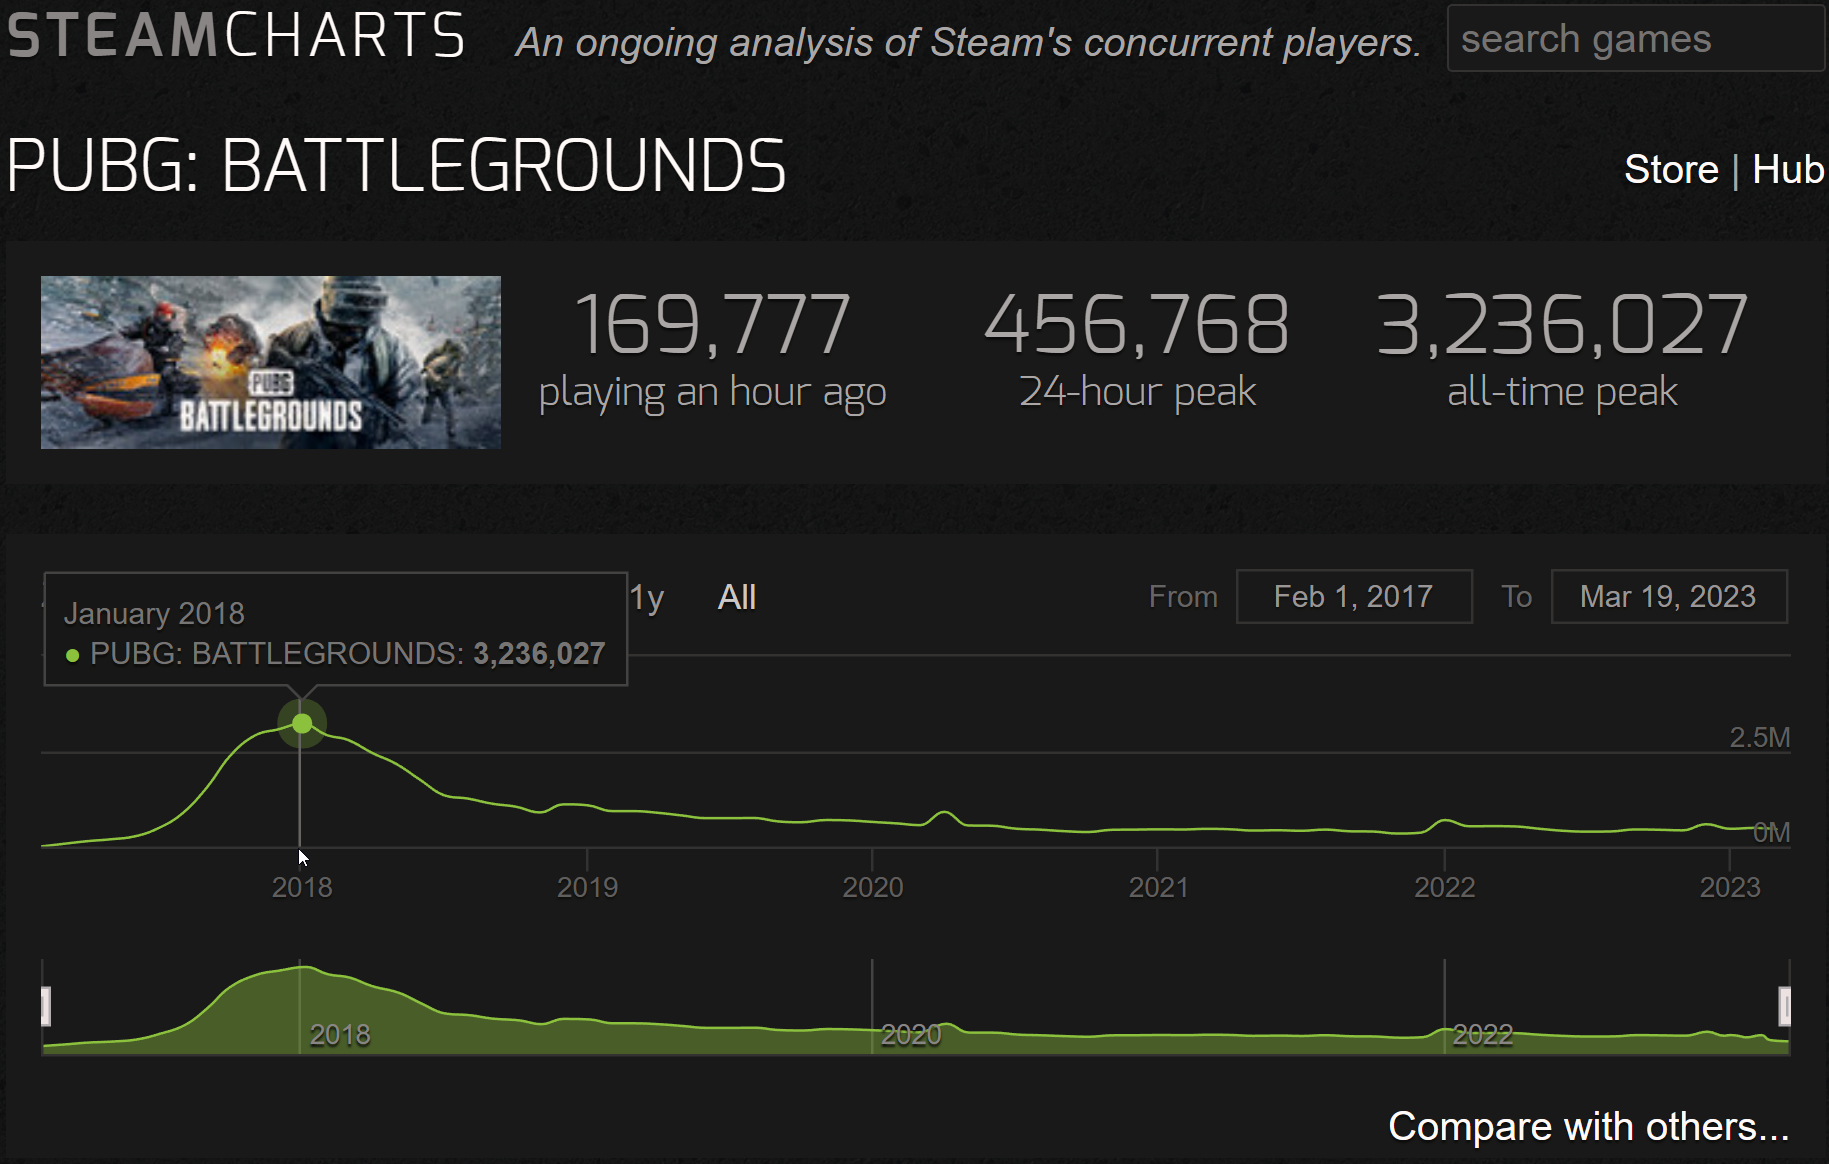 STEAMCHARTS
An ongoing analysis of Steam's concurrent players.
search games
PUBG: BATTLEGROUNDS
Store | Hub
PUBG
BATTLEGROUNDS
169,777
playing an hour ago
456,768
24-hour peak
3,236,027
all-time peak
1y
All
From
Feb 1, 2017
To
Mar 19, 2023
January 2018
PUBG: BATTLEGROUNDS: 3,236,027
2.5M
0M
2018
2019
2020
2021
2022
2023
2018
2020
2022
Compare with others...